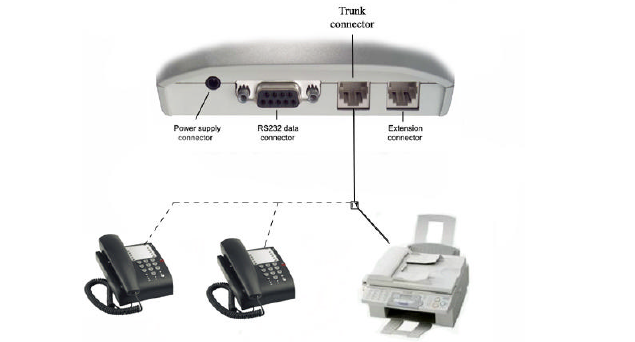 Trunk
connector
Power supply
connector
RS232 data
connector
Extension
connector